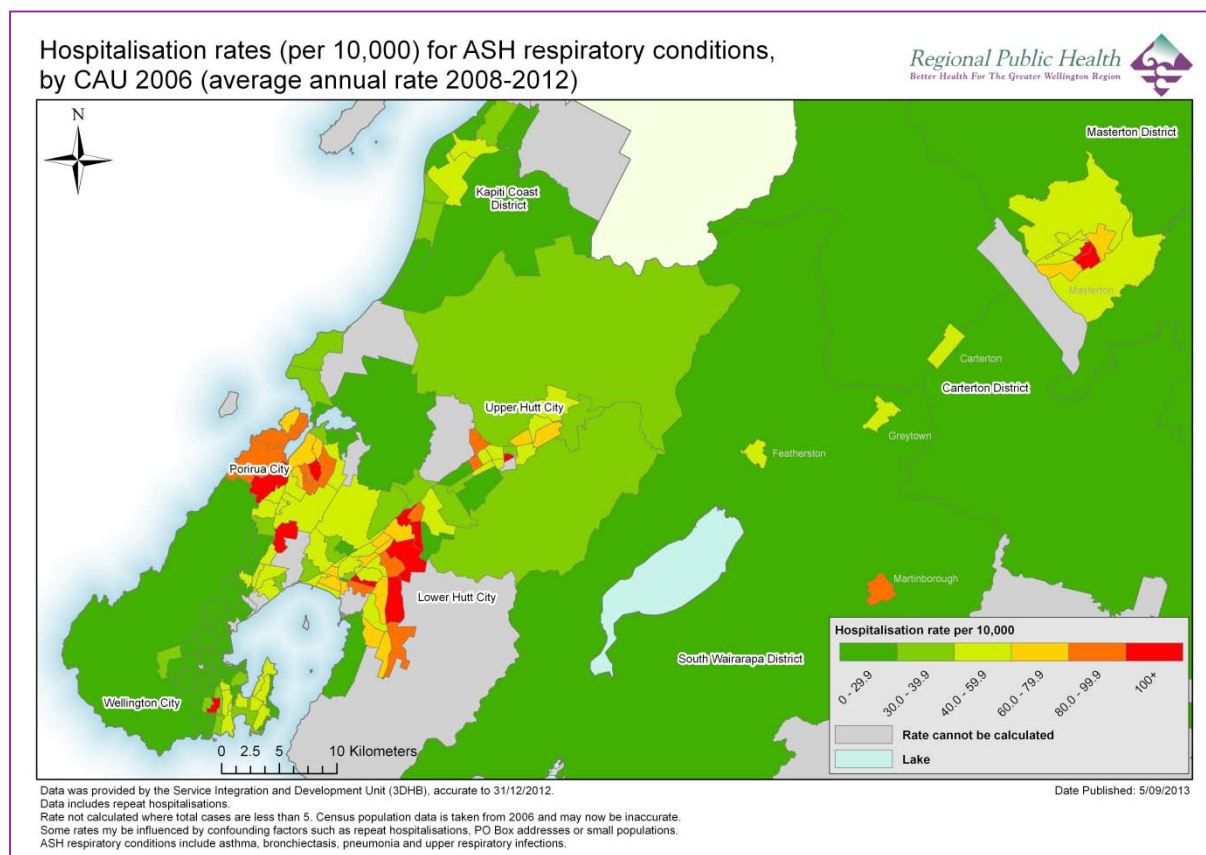 Hospitalisation rates (per 10,000) for ASH respiratory conditions,
by CAU 2006 (average annual rate 2008-2012)
Regional Public Health
Better Health For The Greater Wellington Region
N
Masterton District
Kapiti Coast
District
Masterton
Carterton
Carterton District
Upper Hutt City
Greytown
Featherston
Porirua City
Martinborough
Lower Hutt City
South Wairarapa District
Wellington City
0 2.5 5 10 Kilometers
Hospitalisation rate per 10,000
0 - 29.9
30.0 - 39.9
40.0 - 59.9
60.0 - 79.9
80.0 - 99.9
100+
Rate cannot be calculated
Lake
Data was provided by the Service Integration and Development Unit (3DHB), accurate to 31/12/2012.
Date Published: 5/09/2013
Data includes repeat hospitalisations.
Rate not calculated where total cases are less than 5. Census population data is taken from 2006 and may now be inaccurate.
Some rates my be influenced by confounding factors such as repeat hospitalisations, PO Box addresses or small populations.
ASH respiratory conditions include asthma, bronchiectasis, pneumonia and upper respiratory infections.